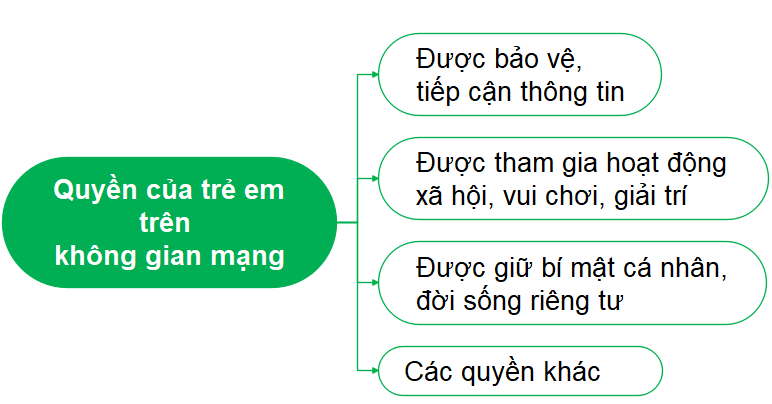 Quyền của trẻ em
trên
không gian mạng
Được bảo vệ,
tiếp cận thông tin
Được tham gia hoạt động
xã hội, vui chơi, giải trí
Được giữ bí mật cá nhân,
đời sống riêng tư
Các quyền khác